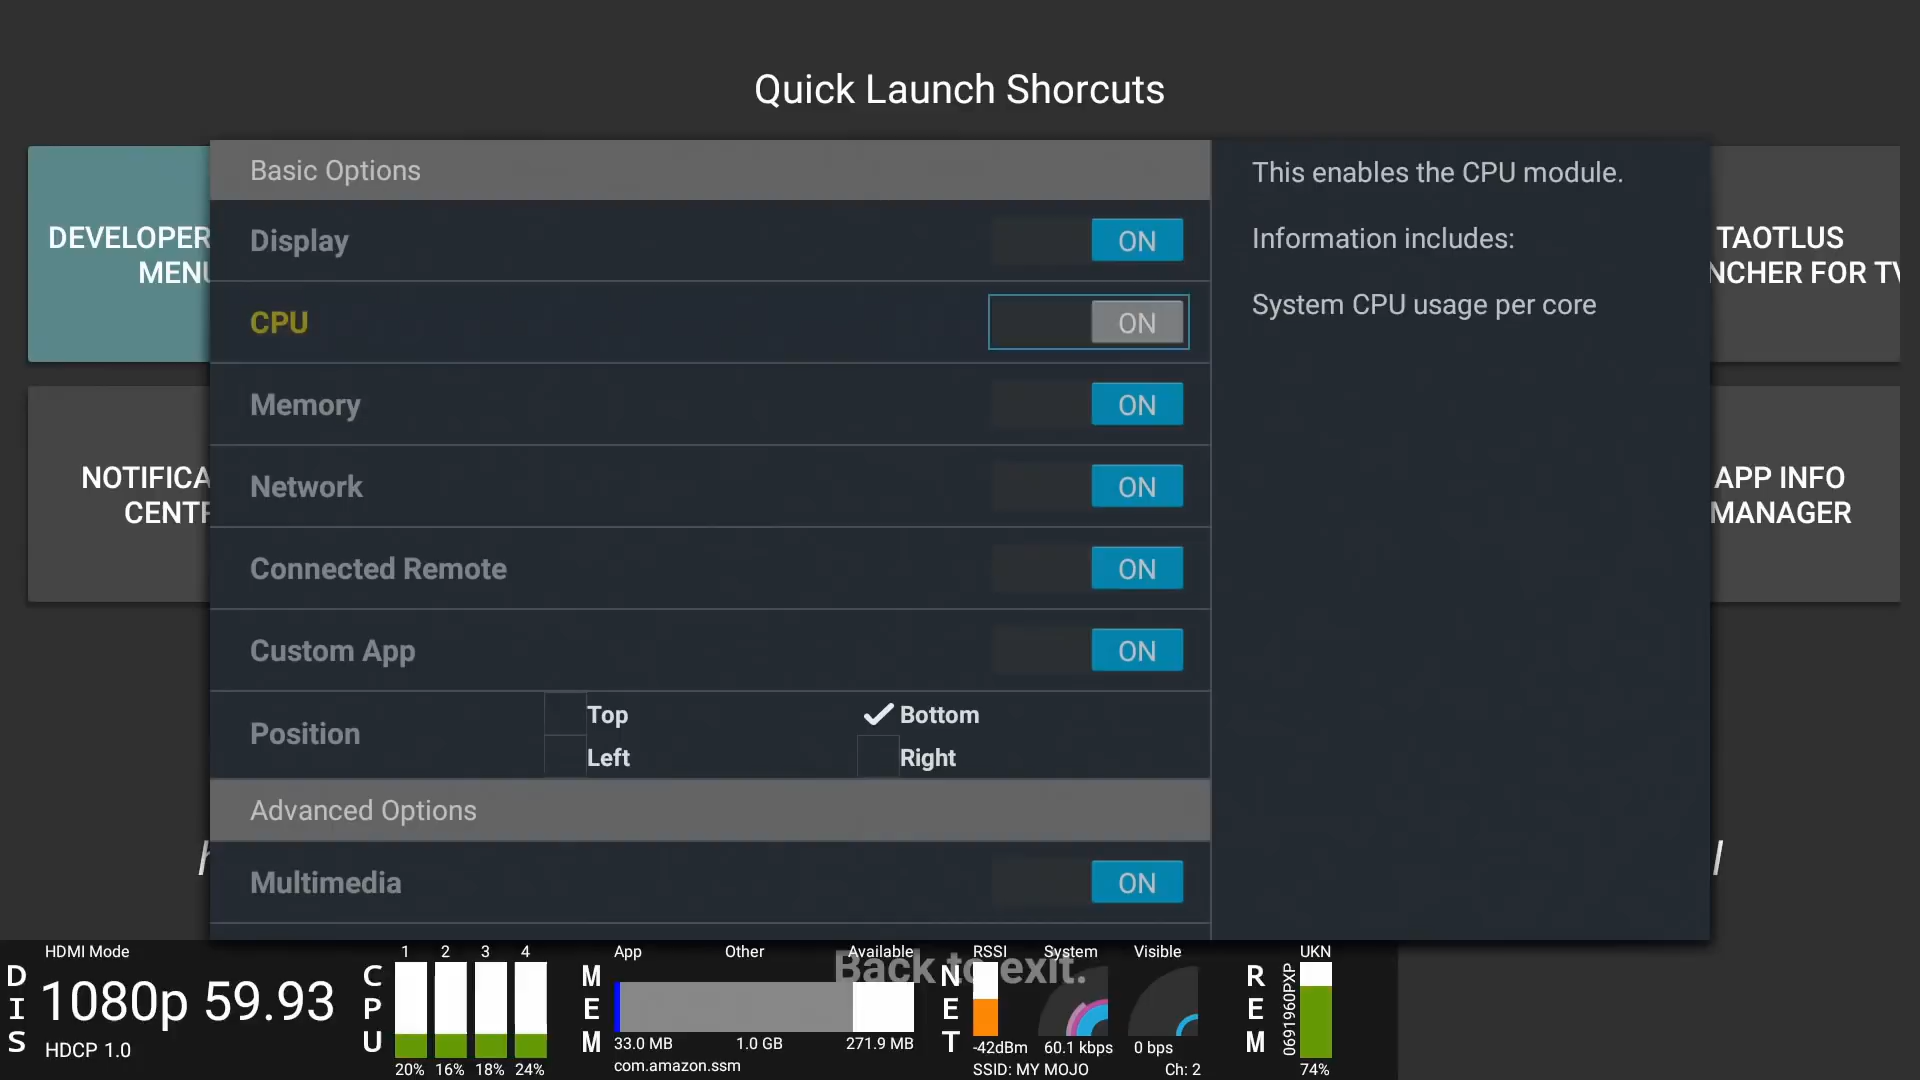 Quick Launch Shorcuts
DEVELOPER
MENU
Basic Options
Display ON
CPU ON
Memory ON
Network ON
Connected Remote ON
Custom App ON
Position
Top Bottom
Left Right
Advanced Options
Multimedia ON
This enables the CPU module.
Information includes:
System CPU usage per core
TAOTLUS
NCHER FOR TV
NOTIFICA
CENT
APP INFO
MANAGER
Back to exit.
DIS
HDMI Mode
1080p 59.93
HDCP 1.0
CPU
1 2 3 4
20% 16% 18% 24%
MEM
App Other Available
33.0 MB 1.0 GB 271.9 MB
com.amazon.ssm
NET
RSSI System Visible
-42dBm 60.1 kbps 0 bps
SSID: MY MOJO Ch: 2
REM
UKN
0691960PXP
74%